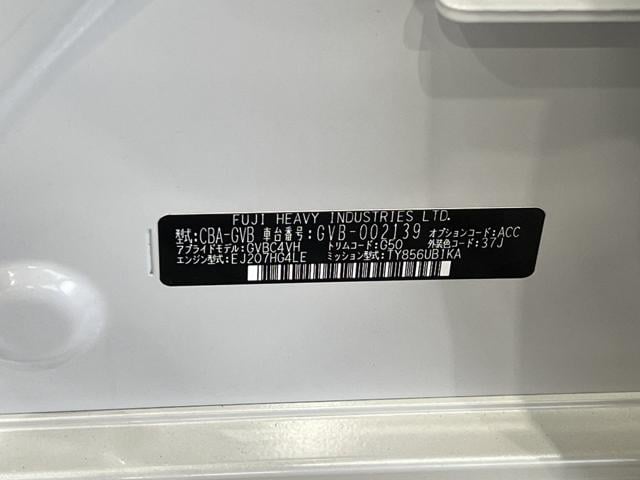 FUJI HEAVY INDUSTRIES LTD.
型式:CBA-GVB 車台番号:GVB-002139 オプションコード:ACC
アプライドモデル:GVBC4VH トリムコード:G50 外装色コード:37J
エンジン型式:EJ207HG4LE ミッション型式:TY856UB1KA